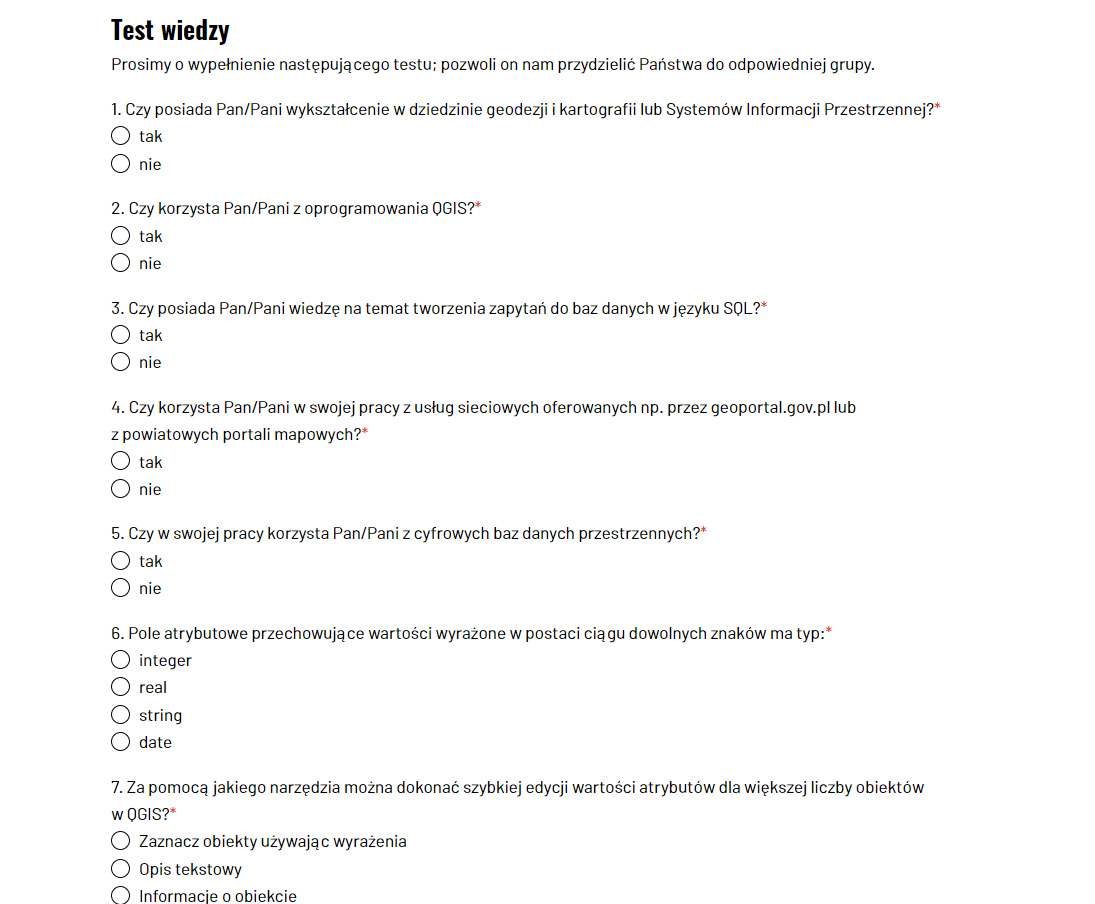 Test wiedzy
Prosimy o wypełnienie następującego testu; pozwoli on nam przydzielić Państwa do odpowiedniej grupy.
1. Czy posiada Pan/Pani wykształcenie w dziedzinie geodezji i kartografii lub Systemów Informacji Przestrzennej?*
tak
nie
2. Czy korzysta Pan/Pani z oprogramowania QGIS?*
tak
nie
3. Czy posiada Pan/Pani wiedzę na temat tworzenia zapytań do baz danych w języku SQL?*
tak
nie
4. Czy korzysta Pan/Pani w swojej pracy z usług sieciowych oferowanych np. przez geoportal.gov.pl lub
z powiatowych portali mapowych?*
tak
nie
5. Czy w swojej pracy korzysta Pan/Pani z cyfrowych baz danych przestrzennych?*
tak
nie
6. Pole atrybutowe przechowujące wartości wyrażone w postaci ciągu dowolnych znaków ma typ:*
integer
real
string
date
7. Za pomocą jakiego narzędzia można dokonać szybkiej edycji wartości atrybutów dla większej liczby obiektów
w QGIS?*
Zaznacz obiekty używając wyrażenia
Opis tekstowy
Informacje o obiekcie